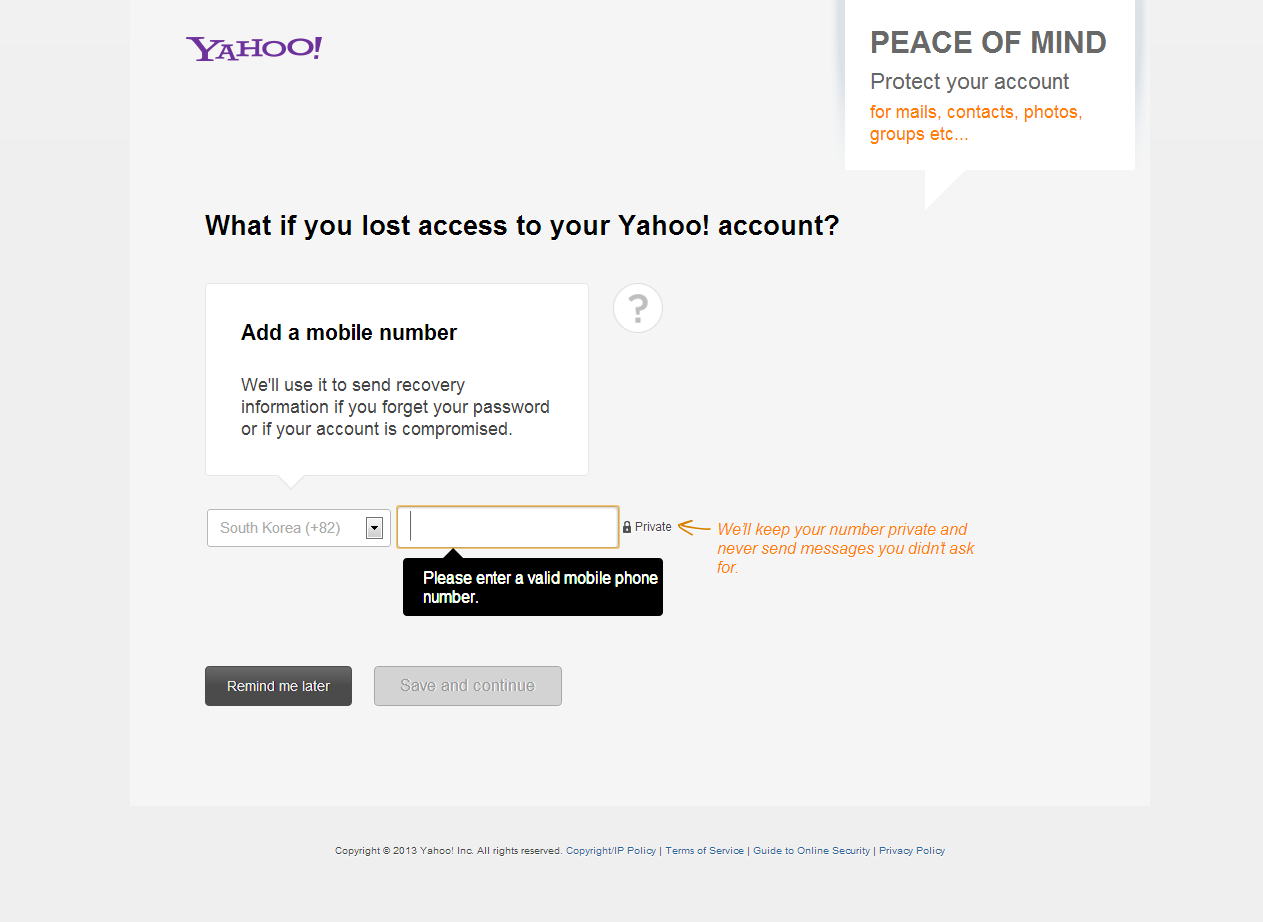 YAHOO!
PEACE OF MIND
Protect your account
for mails, contacts, photos,
groups etc...
What if you lost access to your Yahoo! account?
?
Add a mobile number
We'll use it to send recovery
information if you forget your password
or if your account is compromised.
South Korea (+82)
Private
We'll keep your number private and
never send messages you didn't ask
for.
Please enter a valid mobile phone
number.
Remind me later
Save and continue
Copyright © 2013 Yahoo! Inc. All rights reserved. Copyright/IP Policy | Terms of Service | Guide to Online Security | Privacy Policy